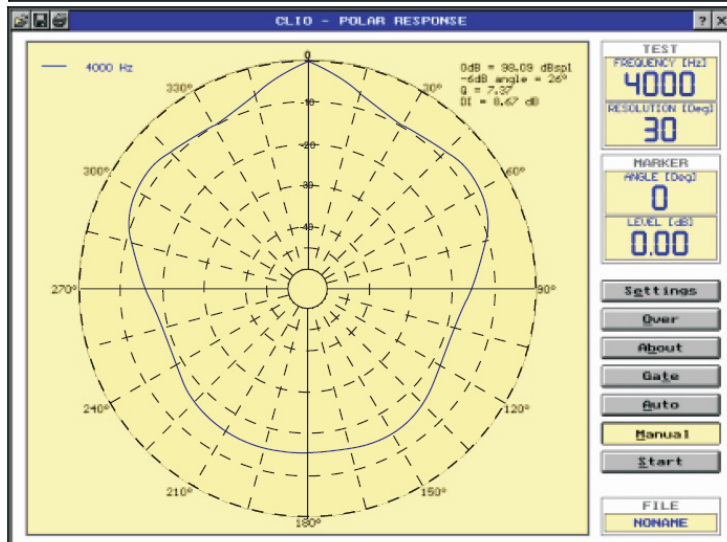 CLIO - POLAR RESPONSE
? X
4000 Hz
0dB = 98.09 dBspl
-6dB angle = 26°
Q = 7.37
DI = 8.67 dB
0
330°
30°
-10
-20
300°
60°
-30
-40
270°
90°
240°
120°
210°
150°
180°
TEST
FREQUENCY [Hz]
4000
RESOLUTION [Deg]
30
MARKER
ANGLE [Deg]
0
LEVEL [dB]
0.00
Settings
Over
About
Gate
Auto
Manual
Start
FILE
NONAME